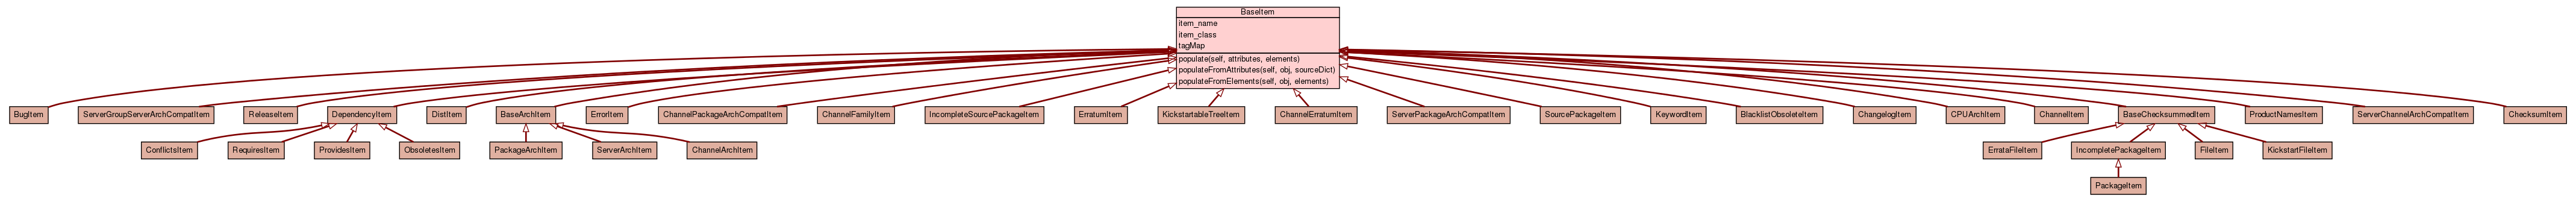 BaseItem
item_name
item_class
tagMap
populate(self, attributes, elements)
populateFromAttributes(self, obj, sourceDict)
populateFromElements(self, obj, elements)
BugItem
ServerGroupServerArchCompatItem
ReleaseItem
DependencyItem
DistItem
BaseArchItem
ErrorItem
ChannelPackageArchCompatItem
ChannelFamilyItem
IncompleteSourcePackageItem
ErratumItem
KickstartableTreeItem
ChannelErratumItem
ServerPackageArchCompatItem
SourcePackageItem
KeywordItem
BlacklistObsoleteItem
ChangelogItem
CPUArchItem
ChannelItem
BaseChecksummedItem
ProductNamesItem
ServerChannelArchCompatItem
ChecksumItem
ConflictsItem
RequiresItem
ProvidesItem
ObsoletesItem
PackageArchItem
ServerArchItem
ChannelArchItem
ErrataFileItem
IncompletePackageItem
FileItem
KickstartFileItem
PackageItem